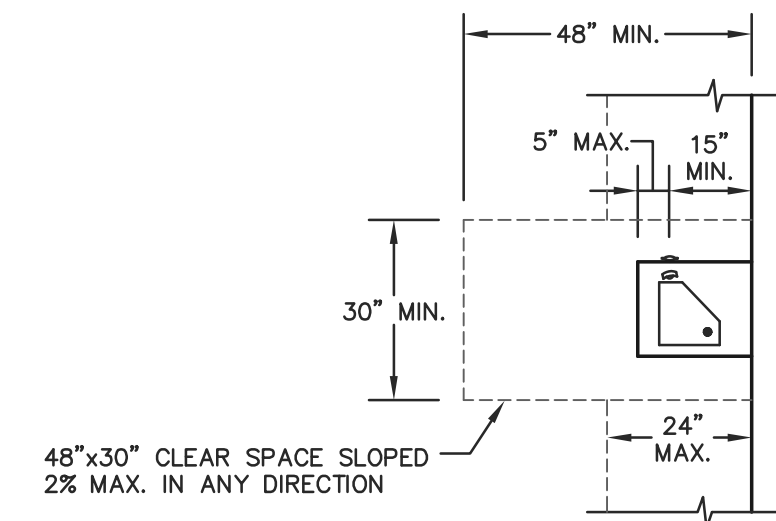 48” MIN.
5” MAX.
15”
MIN.
30” MIN.
24”
MAX.
48”x30” CLEAR SPACE SLOPED
2% MAX. IN ANY DIRECTION